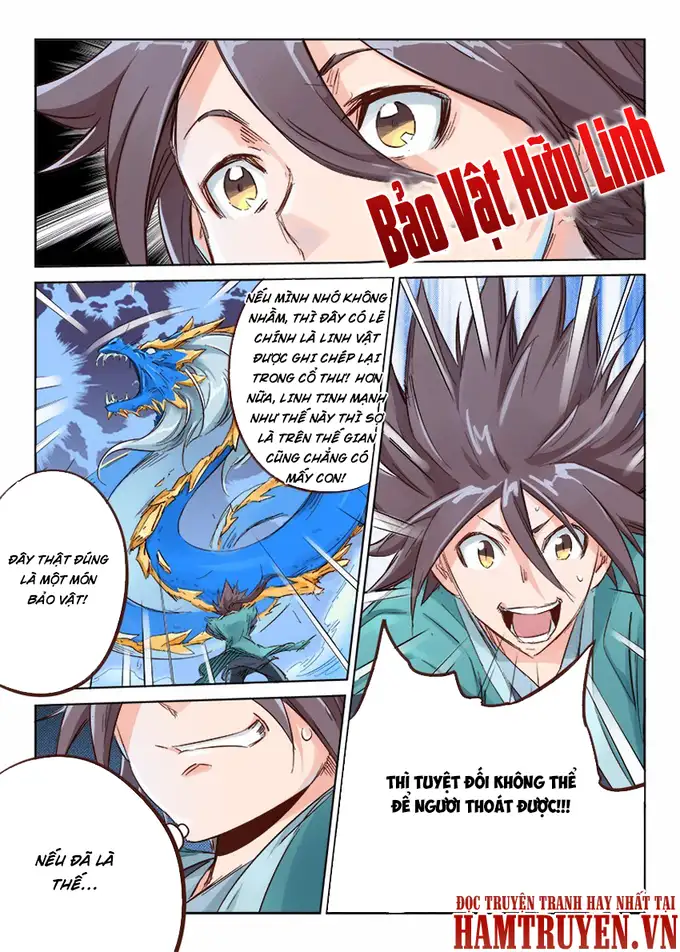 Bảo Vật Hữu Linh
NẾU MÌNH NHỚ KHÔNG
NHẦM, THÌ ĐÂY CÓ LẼ
CHÍNH LÀ LINH VẬT
ĐƯỢC GHI CHÉP LẠI
TRONG CỔ THƯ! HƠN
NỮA, LINH TINH MẠNH
NHƯ THẾ NÀY THÌ SỢ
LÀ TRÊN THẾ GIAN
CŨNG CHẲNG CÓ
MẤY CON!
ĐÂY THẬT ĐÚNG
LÀ MỘT MÓN
BẢO VẬT!
NẾU ĐÃ LÀ
THẾ...
THÌ TUYỆT ĐỐI KHÔNG THỂ
ĐỂ NGƯƠI THOÁT ĐƯỢC!!!
ĐỌC TRUYỆN TRANH HAY NHẤT TẠI
HAMTRUYEN.VN